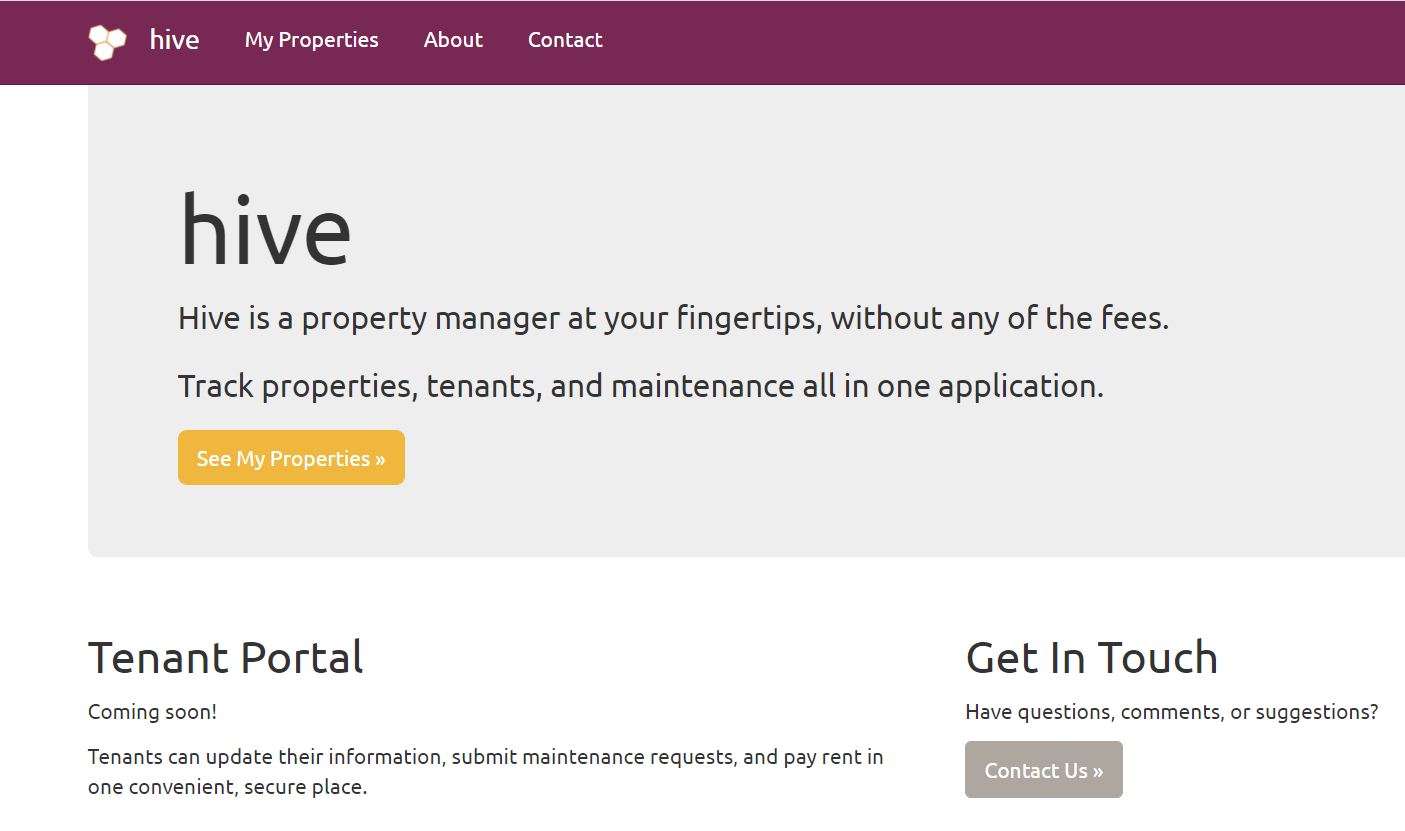 hive My Properties About Contact
hive
Hive is a property manager at your fingertips, without any of the fees.
Track properties, tenants, and maintenance all in one application.
See My Properties »
Tenant Portal
Coming soon!
Tenants can update their information, submit maintenance requests, and pay rent in
one convenient, secure place.
Get In Touch
Have questions, comments, or suggestions?
Contact Us »